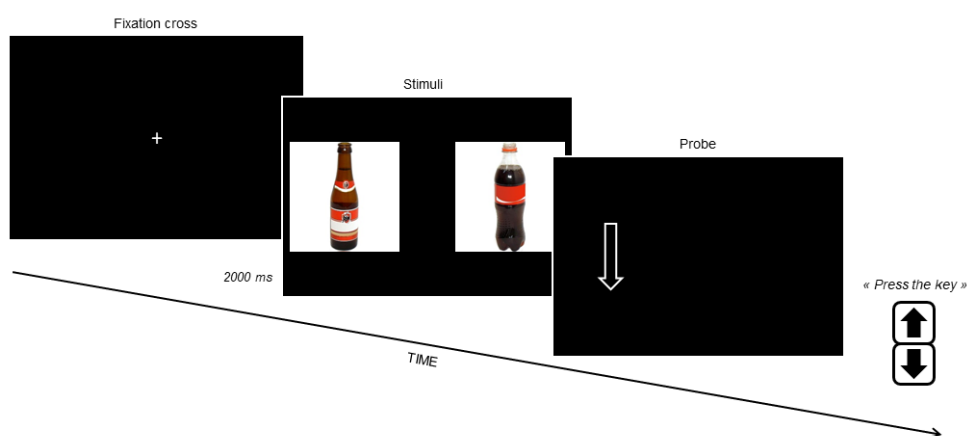 Fixation cross
Stimuli
Probe
2000 ms
« Press the key »
TIME